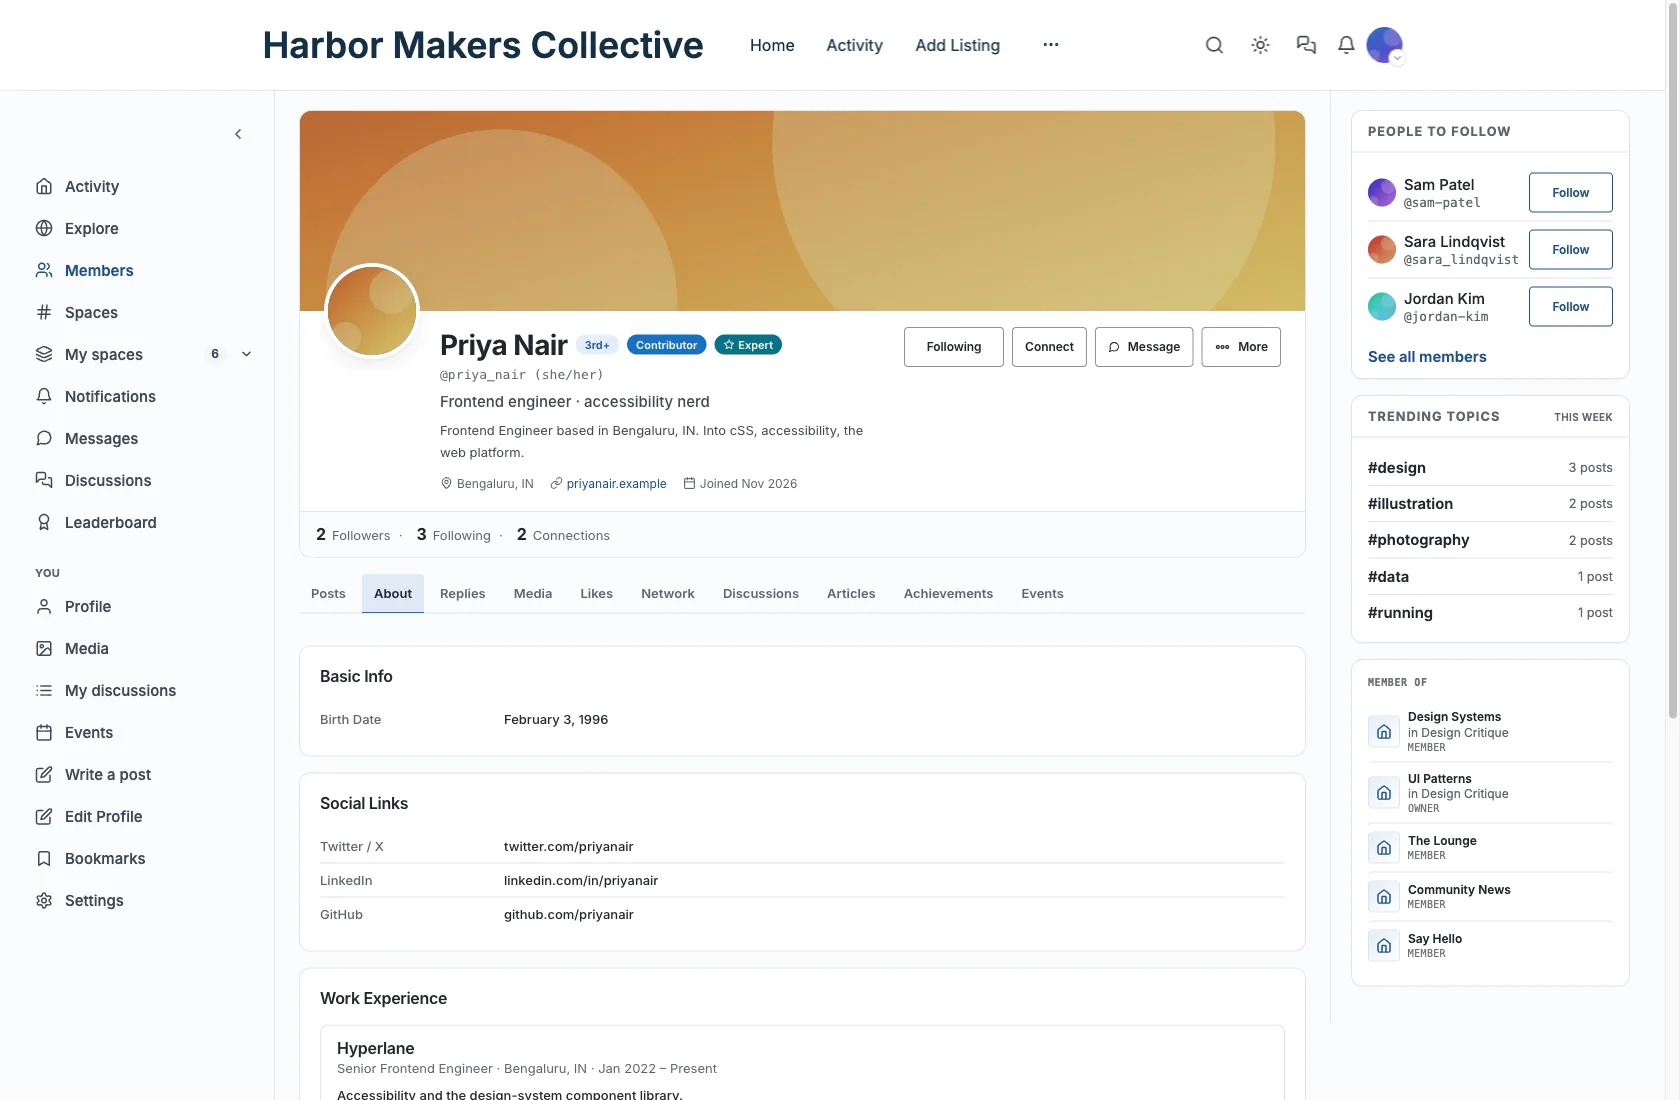 Harbor Makers Collective
Home
Activity
Add Listing
Activity
Explore
Members
Spaces
My spaces 6
Notifications
Messages
Discussions
Leaderboard
YOU
Profile
Media
My discussions
Events
Write a post
Edit Profile
Bookmarks
Settings
Priya Nair 3rd+ Contributor Expert
Following
Connect
Message
More
@priya_nair (she/her)
Frontend engineer · accessibility nerd
Frontend Engineer based in Bengaluru, IN. Into cSS, accessibility, the
web platform.
Bengaluru, IN priyanair.example Joined Nov 2026
2 Followers · 3 Following · 2 Connections
Posts
About
Replies
Media
Likes
Network
Discussions
Articles
Achievements
Events
Basic Info
Birth Date February 3, 1996
Social Links
Twitter / X twitter.com/priyanair
LinkedIn linkedin.com/in/priyanair
GitHub github.com/priyanair
Work Experience
Hyperlane
Senior Frontend Engineer · Bengaluru, IN · Jan 2022 – Present
Accessibility and the design-system component library.
PEOPLE TO FOLLOW
Sam Patel
@sam-patel
Follow
Sara Lindqvist
@sara_lindqvist
Follow
Jordan Kim
@jordan-kim
Follow
See all members
TRENDING TOPICS THIS WEEK
#design 3 posts
#illustration 2 posts
#photography 2 posts
#data 1 post
#running 1 post
MEMBER OF
Design Systems
in Design Critique
MEMBER
UI Patterns
in Design Critique
OWNER
The Lounge
MEMBER
Community News
MEMBER
Say Hello
MEMBER